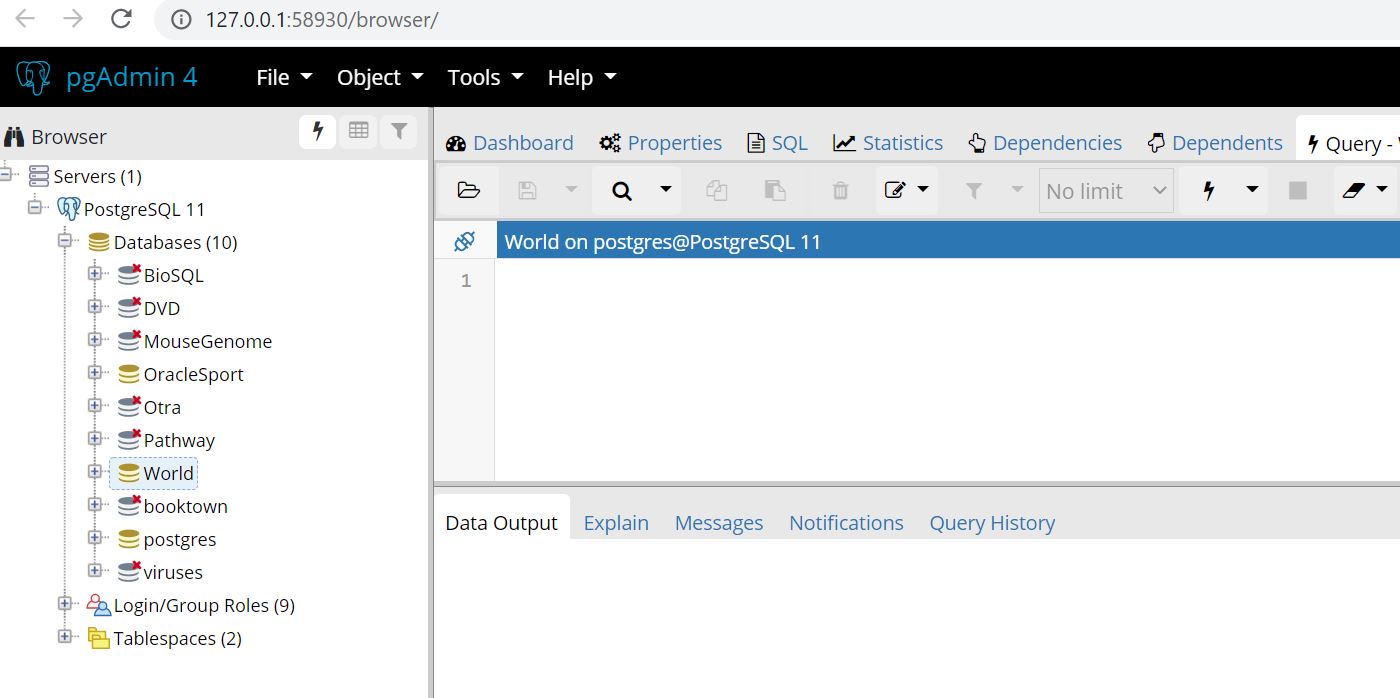 127.0.0.1:58930/browser/
pgAdmin 4 File Object Tools Help
Browser
Servers (1)
PostgreSQL 11
Databases (10)
BioSQL
DVD
MouseGenome
OracleSport
Otra
Pathway
World
booktown
postgres
viruses
Login/Group Roles (9)
Tablespaces (2)
Dashboard Properties SQL Statistics Dependencies Dependents Query -
No limit
World on postgres@PostgreSQL 11
1
Data Output Explain Messages Notifications Query History